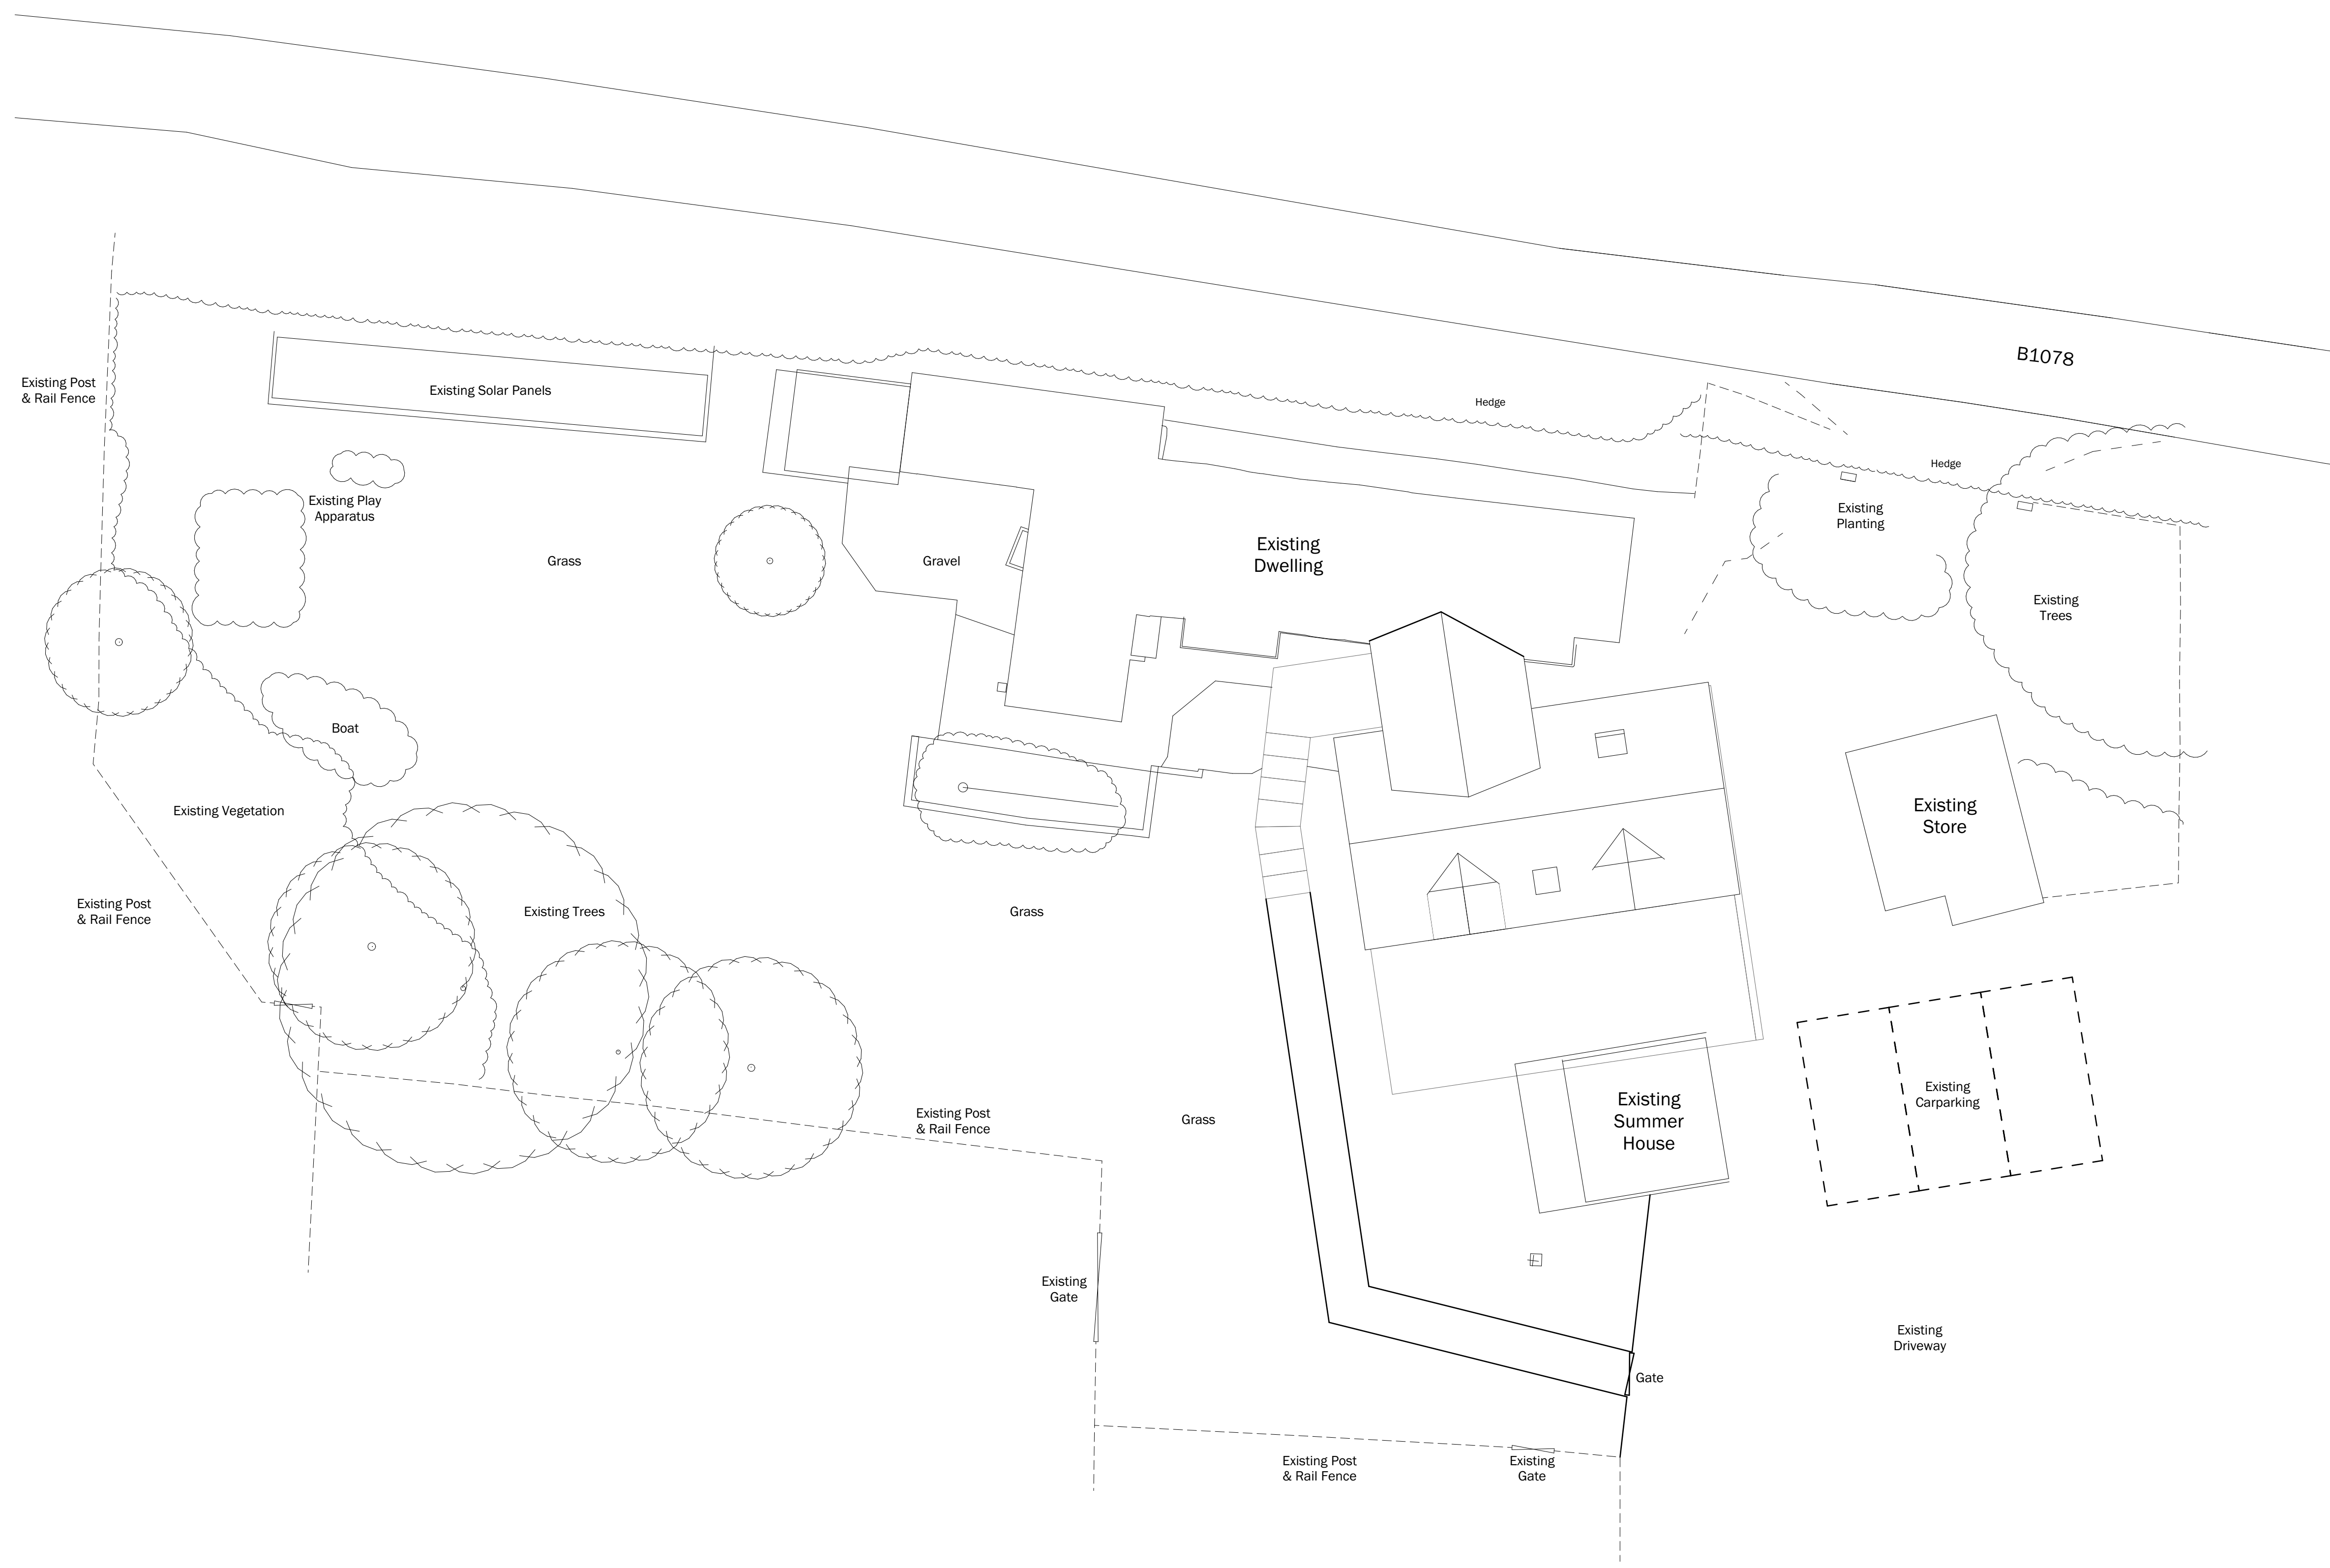 B1078
Existing Post
& Rail Fence
Existing Solar Panels
Hedge
Hedge
Existing Play
Apparatus
Existing
Planting
Grass
Gravel
Existing
Dwelling
Existing
Trees
Boat
Existing Vegetation
Existing
Store
Existing Post
& Rail Fence
Existing Trees
Grass
Existing
Carparking
Existing Post
& Rail Fence
Grass
Existing
Summer
House
Existing
Gate
Existing
Driveway
Gate
Existing Post
& Rail Fence
Existing
Gate